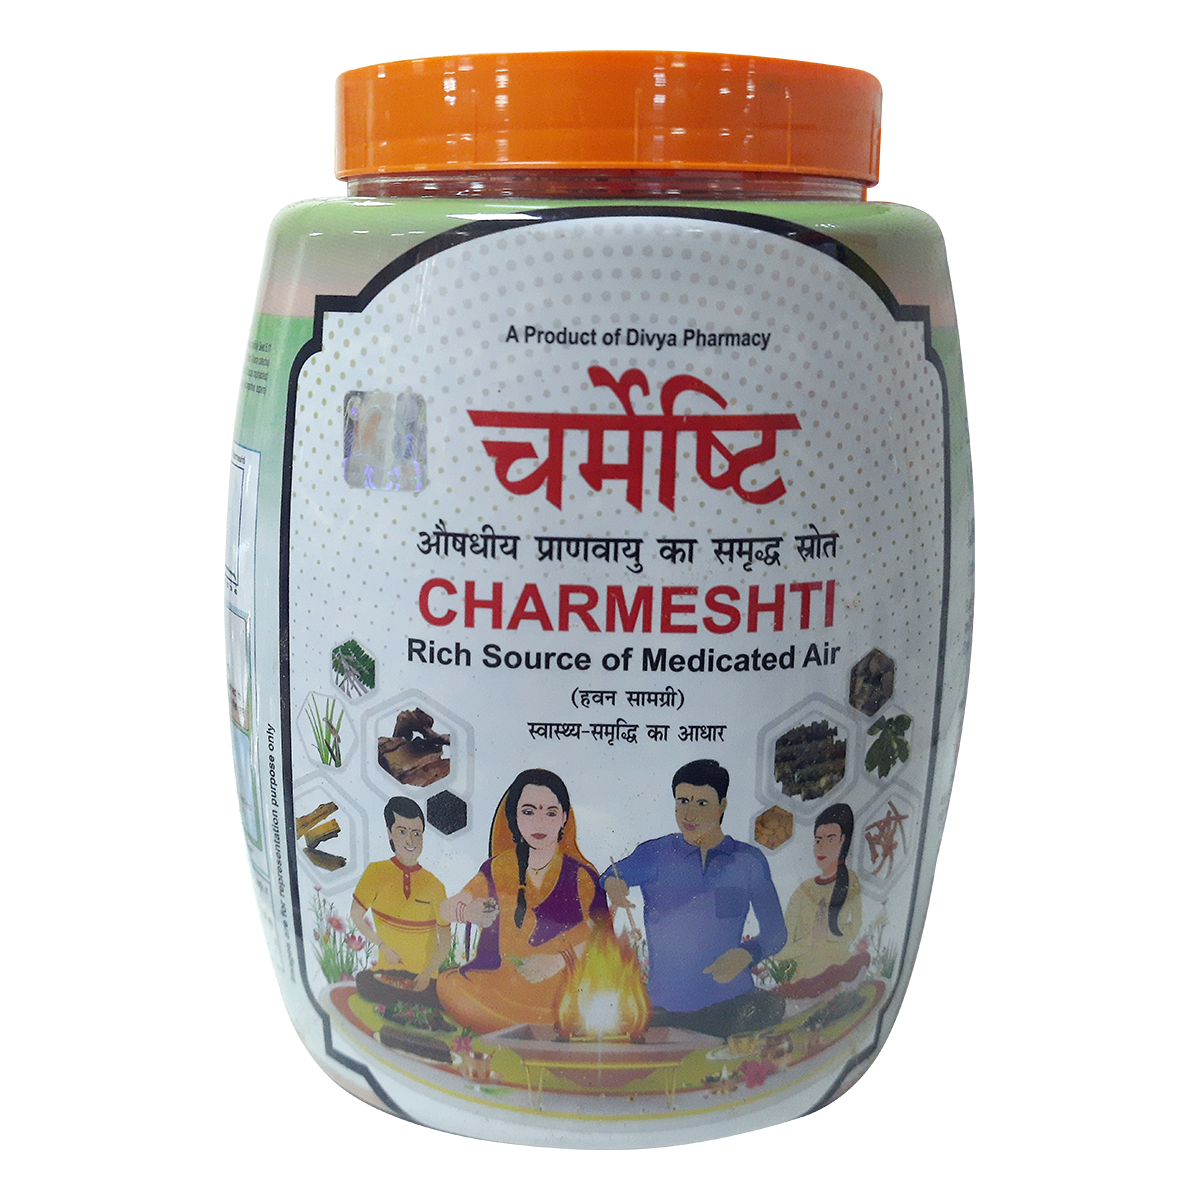 A Product of Divya Pharmacy
चर्मेष्टि
औषधीय प्राणवायु का समृद्ध स्रोत
CHARMESHTI
Rich Source of Medicated Air
(हवन सामग्री)
स्वास्थ्य-समृद्धि का आधार
for representation purpose only